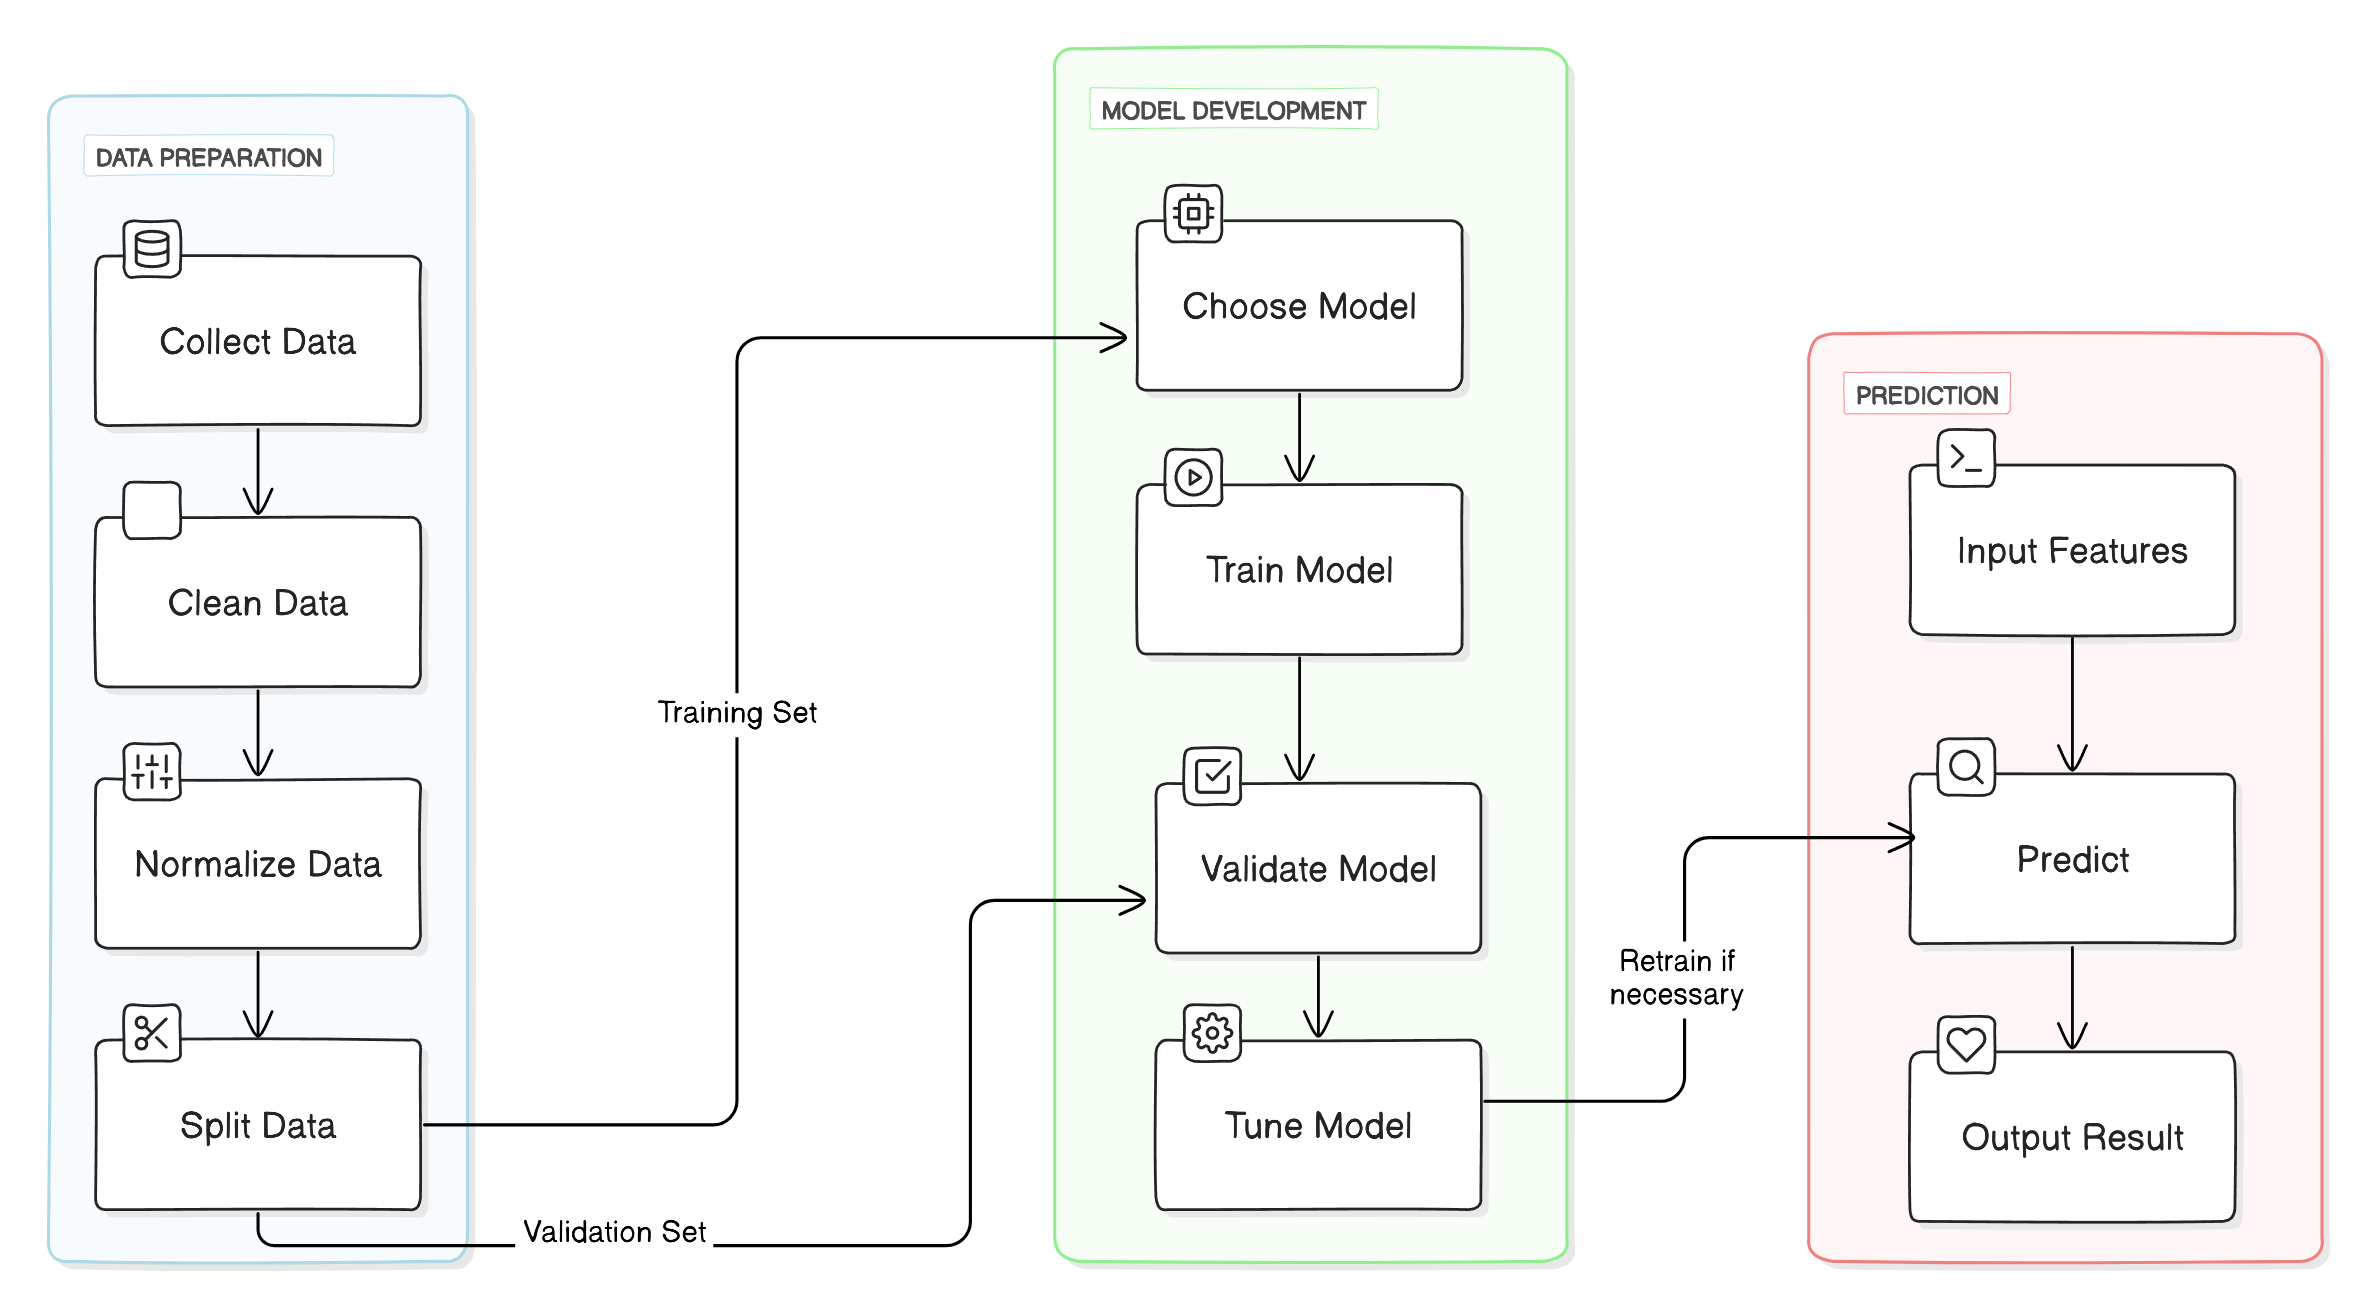 DATA PREPARATION
Collect Data
Clean Data
Normalize Data
Split Data
Training Set
Validation Set
MODEL DEVELOPMENT
Choose Model
Train Model
Validate Model
Tune Model
Retrain if
necessary
PREDICTION
Input Features
Predict
Output Result